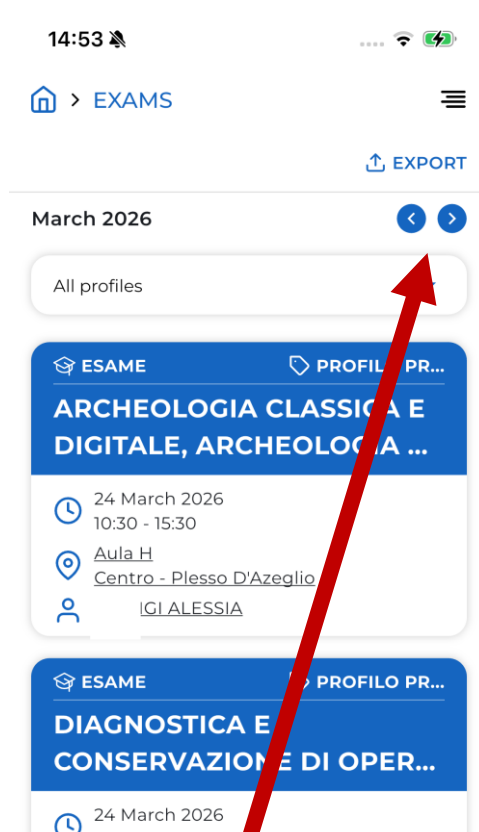 14:53
> EXAMS
EXPORT
March 2026
All profiles
ESAME PROFILO PR...
ARCHEOLOGIA CLASSICA E
DIGITALE, ARCHEOLOGIA ...
24 March 2026
10:30 - 15:30
Aula H
Centro - Plesso D'Azeglio
IGI ALESSIA
ESAME PROFILO PR...
DIAGNOSTICA E
CONSERVAZIONE DI OPER...
24 March 2026